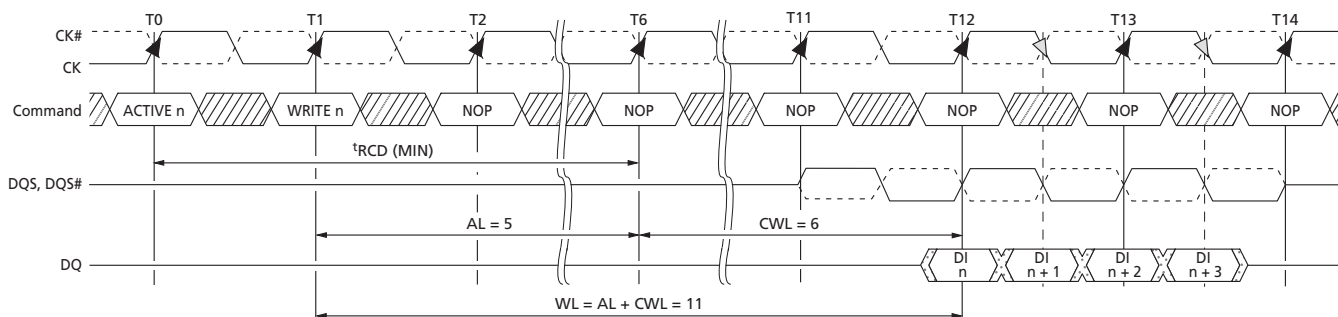 T0 T1 T2 T6 T11 T12 T13 T14
CK#
CK
Command ACTIVE n WRITE n NOP NOP NOP NOP NOP NOP
tRCD (MIN)
DQS, DQS#
AL = 5 CWL = 6
DQ DI n DI n + 1 DI n + 2 DI n + 3
WL = AL + CWL = 11